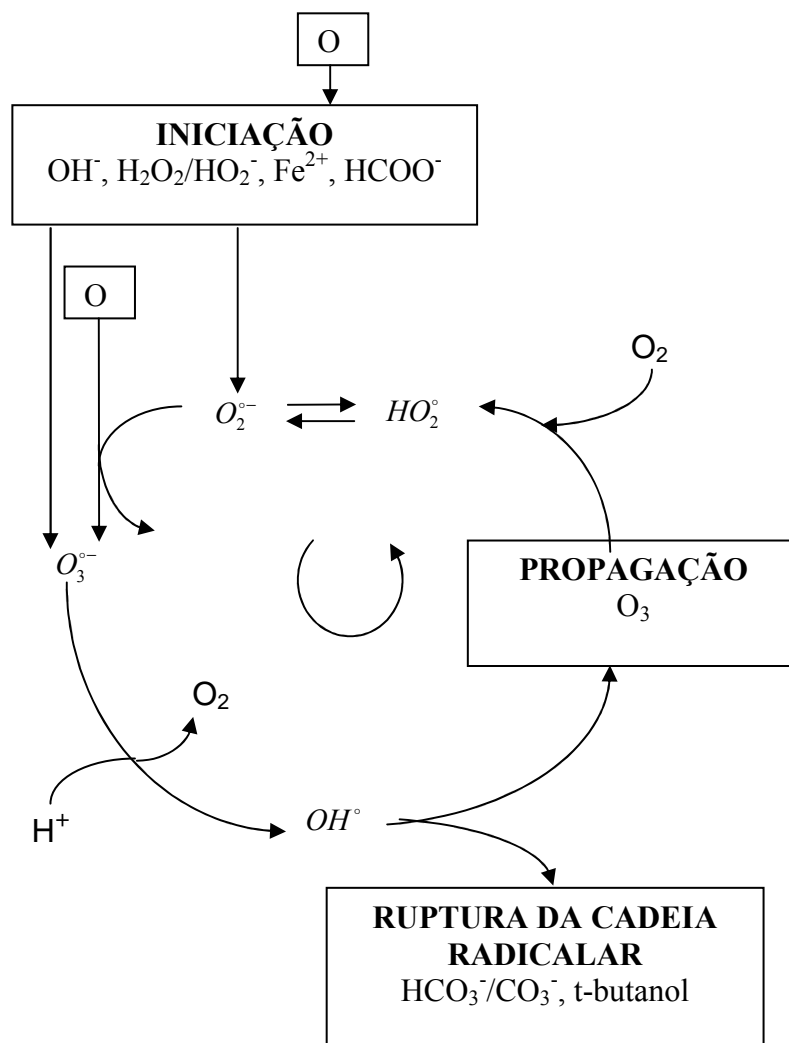 O
INICIAÇÃO
OH⁻, H₂O₂/HO₂⁻, Fe²⁺, HCOO⁻
O
O₂
O₂°⁻
HO₂°
O₃°⁻
PROPAGAÇÃO
O₃
O₂
H⁺
OH°
RUPTURA DA CADEIA
RADICALAR
HCO₃⁻/CO₃⁻, t-butanol